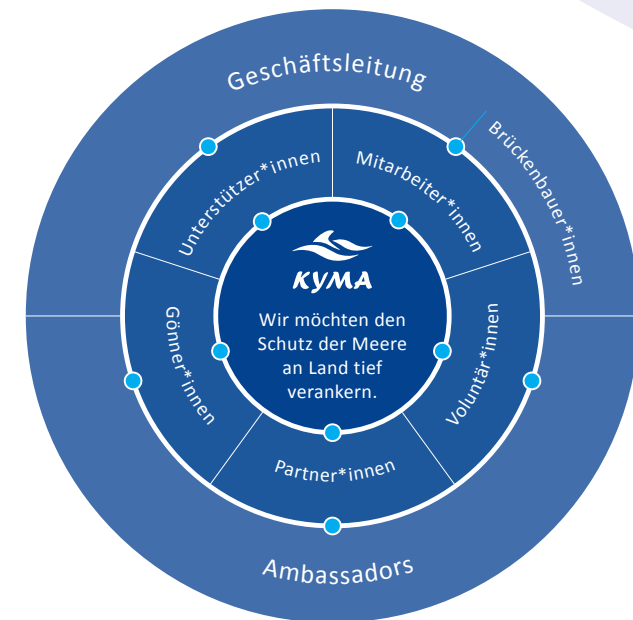 Geschäftsleitung
Brückenbauer*innen
Unterstützer*innen
Mitarbeiter*innen
KYMA
Wir möchten den
Schutz der Meere
an Land tief
verankern.
Gönner*innen
Voluntär*innen
Partner*innen
Ambassadors